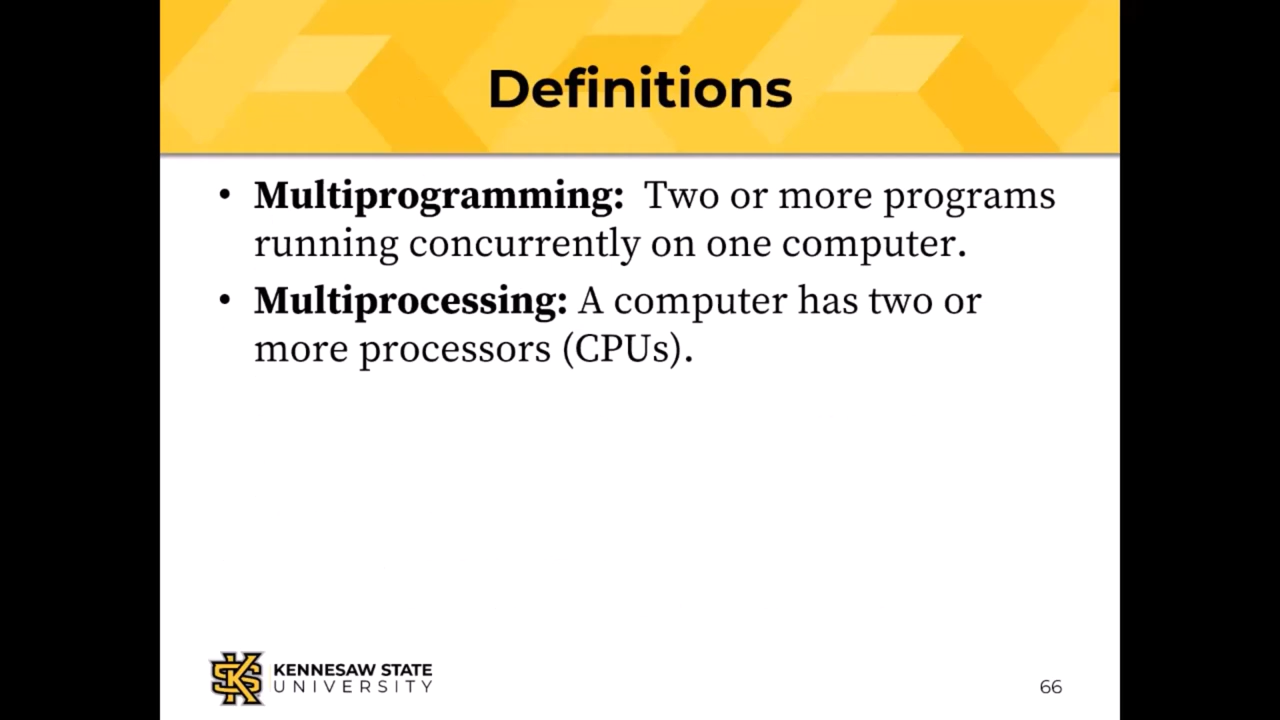 Definitions
• Multiprogramming: Two or more programs
running concurrently on one computer.
• Multiprocessing: A computer has two or
more processors (CPUs).
KENNESAW STATE
UNIVERSITY
66